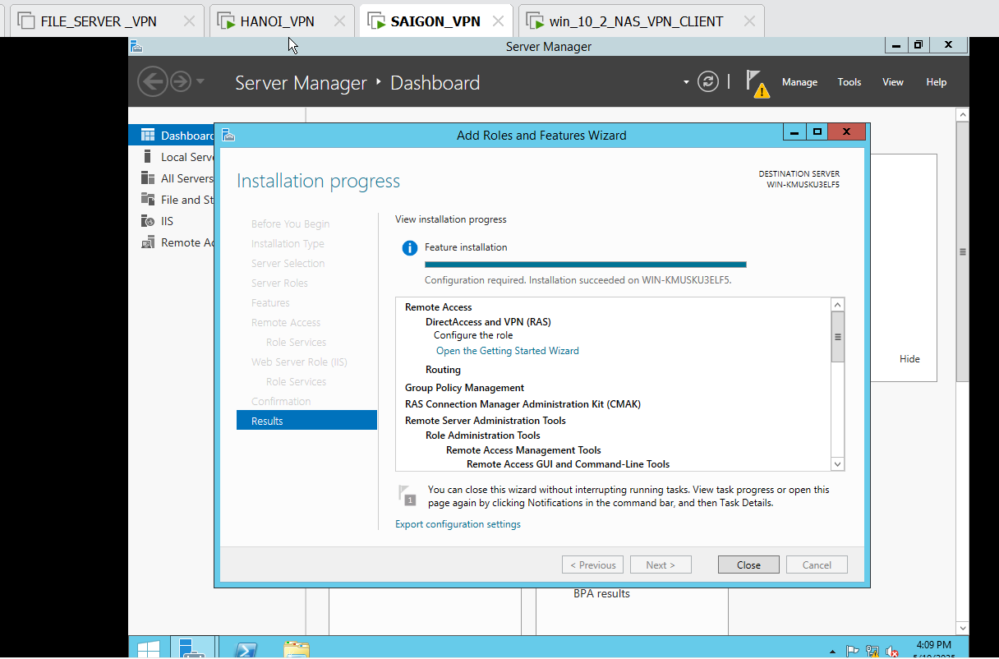 FILE_SERVER _VPN
HANOI_VPN
SAIGON_VPN
win_10_2_NAS_VPN_CLIENT
Server Manager
Server Manager
Dashboard
Manage
Tools
View
Help
Dashboard
Local Serve
All Servers
File and St
IIS
Remote Ac
Add Roles and Features Wizard
Installation progress
DESTINATION SERVER
WIN-KMUSKU3ELF5
Before You Begin
Installation Type
Server Selection
Server Roles
Features
Remote Access
Role Services
Web Server Role (IIS)
Role Services
Confirmation
Results
View installation progress
Feature installation
Configuration required. Installation succeeded on WIN-KMUSKU3ELF5.
Remote Access
DirectAccess and VPN (RAS)
Configure the role
Open the Getting Started Wizard
Routing
Group Policy Management
RAS Connection Manager Administration Kit (CMAK)
Remote Server Administration Tools
Role Administration Tools
Remote Access Management Tools
Remote Access GUI and Command-Line Tools
1
You can close this wizard without interrupting running tasks. View task progress or open this
page again by clicking Notifications in the command bar, and then Task Details.
Export configuration settings
Hide
< Previous
Next >
Close
Cancel
BPA results
4:09 PM